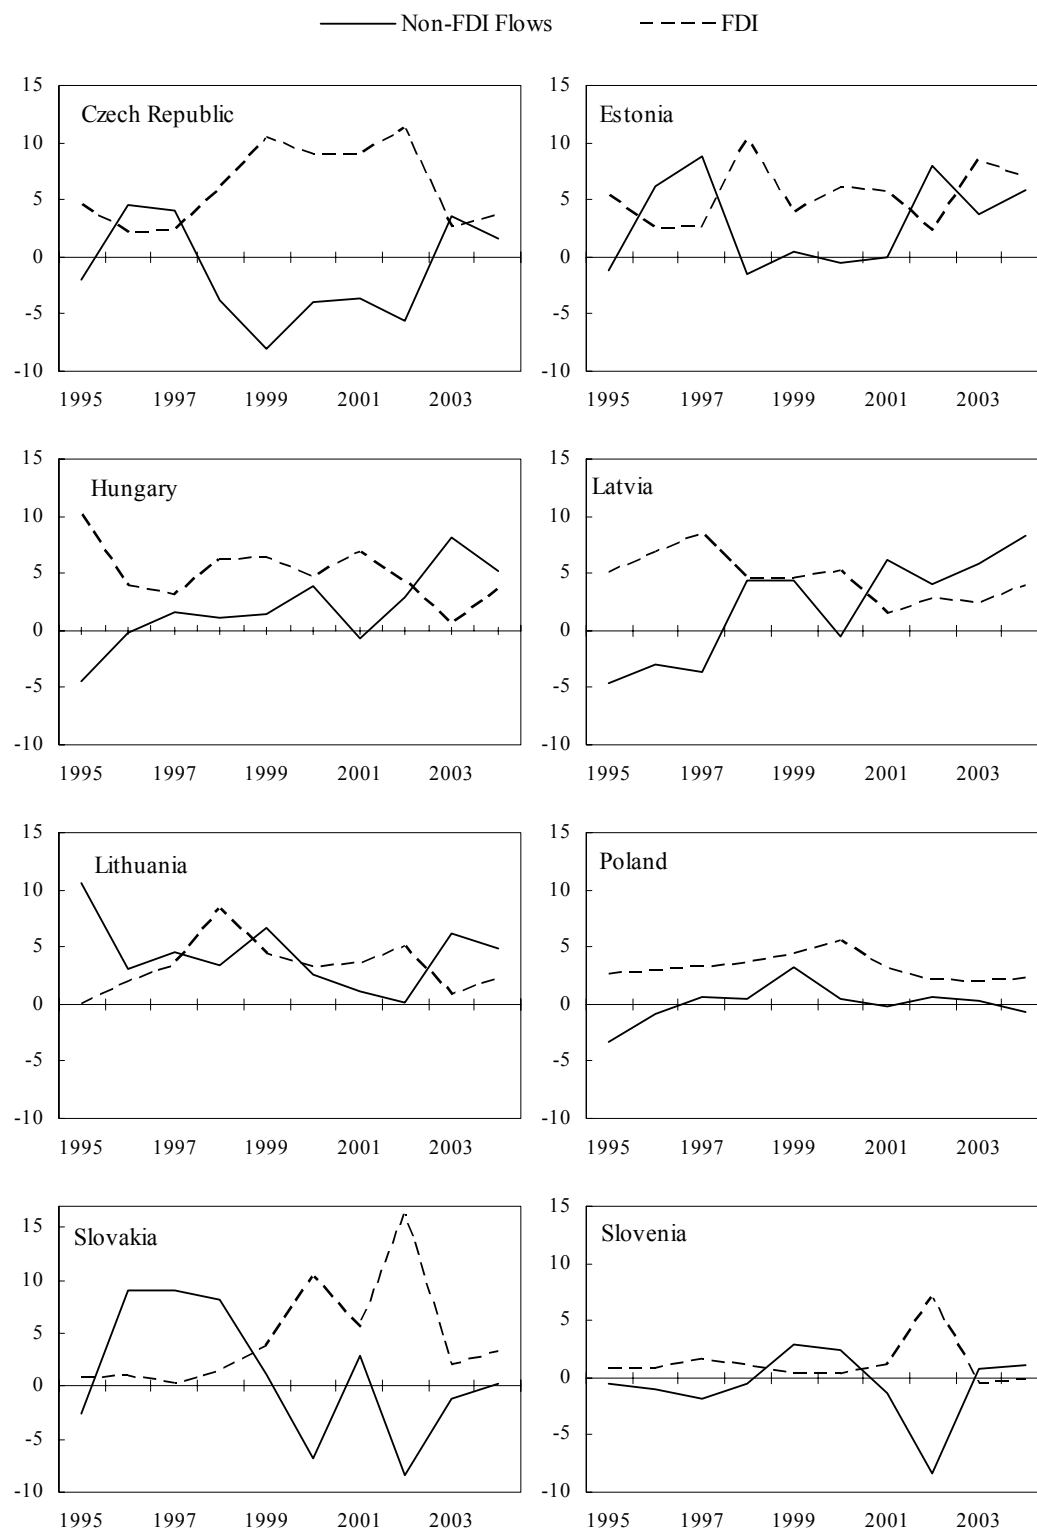 Non-FDI Flows FDI
15 15
Czech Republic Estonia
10 10
5 5
0 0
-5 -5
-10 -10
1995 1997 1999 2001 2003 1995 1997 1999 2001 2003
15 15
Hungary Latvia
10 10
5 5
0 0
-5 -5
-10 -10
1995 1997 1999 2001 2003 1995 1997 1999 2001 2003
15 15
Lithuania Poland
10 10
5 5
0 0
-5 -5
-10 -10
1995 1997 1999 2001 2003 1995 1997 1999 2001 2003
15 15
Slovakia Slovenia
10 10
5 5
0 0
-5 -5
-10 -10
1995 1997 1999 2001 2003 1995 1997 1999 2001 2003